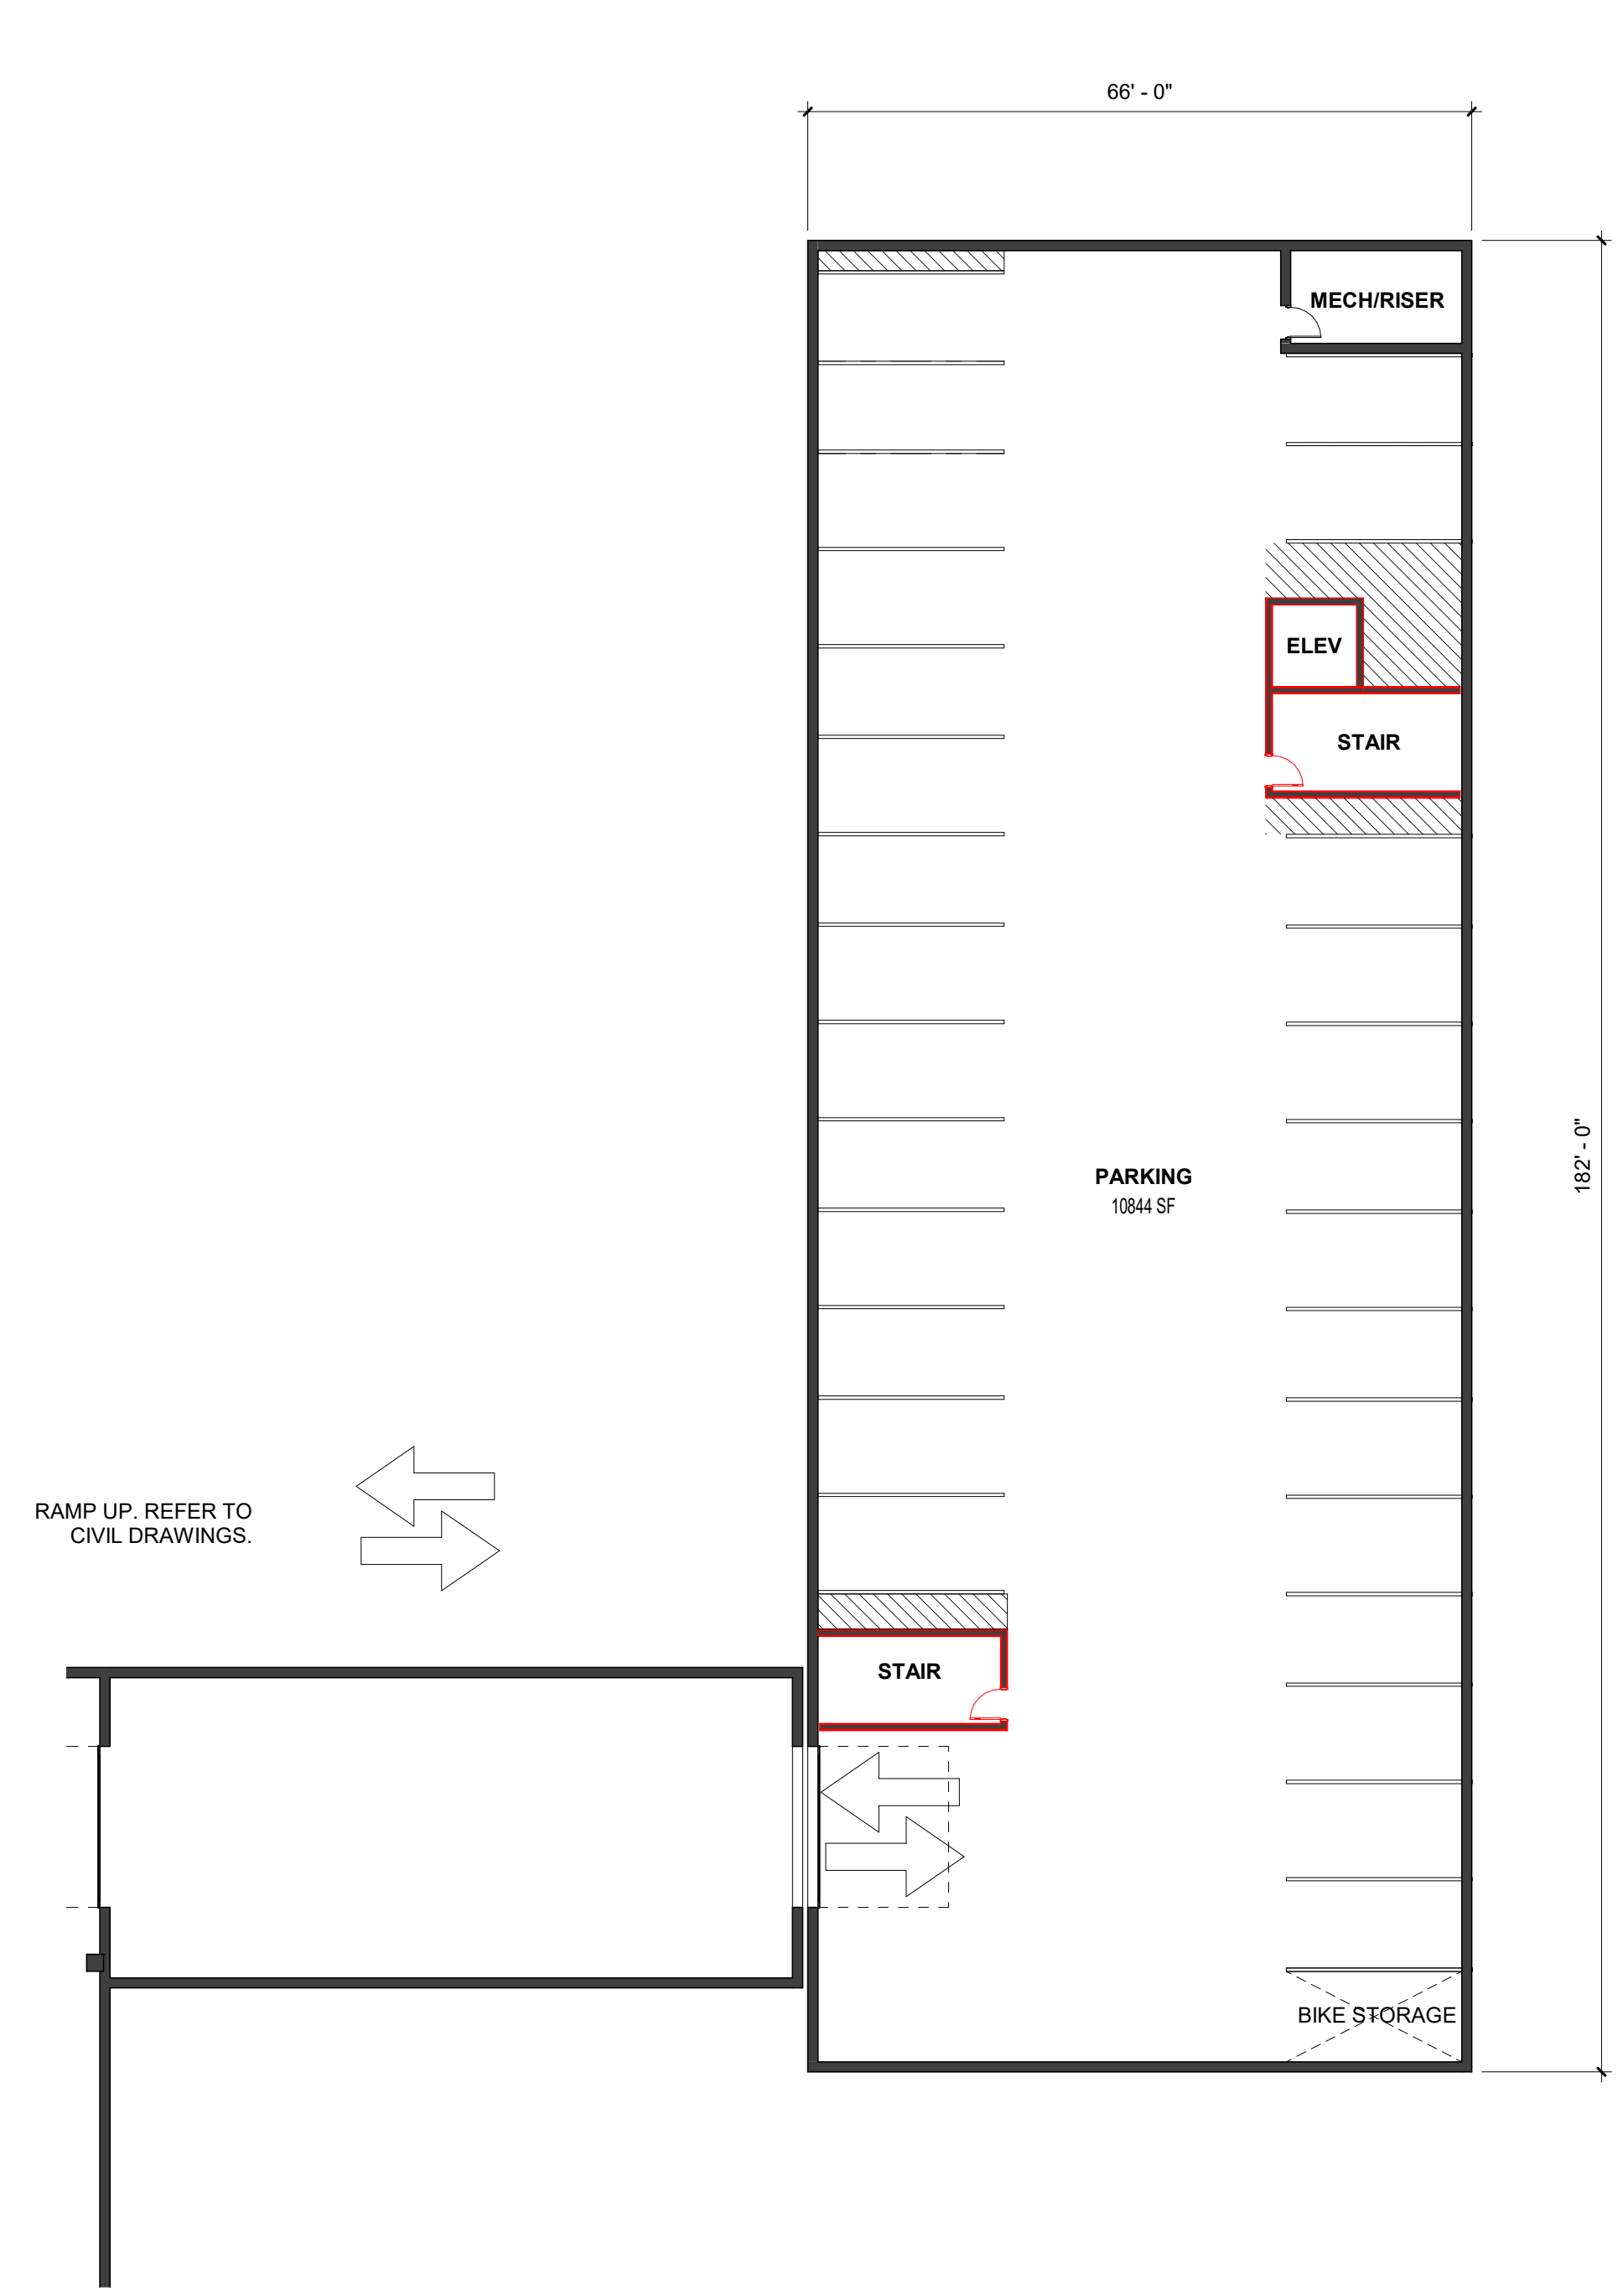 66' - 0"
MECH/RISER
ELEV
STAIR
PARKING
10844 SF
182' - 0"
RAMP UP. REFER TO
CIVIL DRAWINGS.
STAIR
BIKE STORAGE